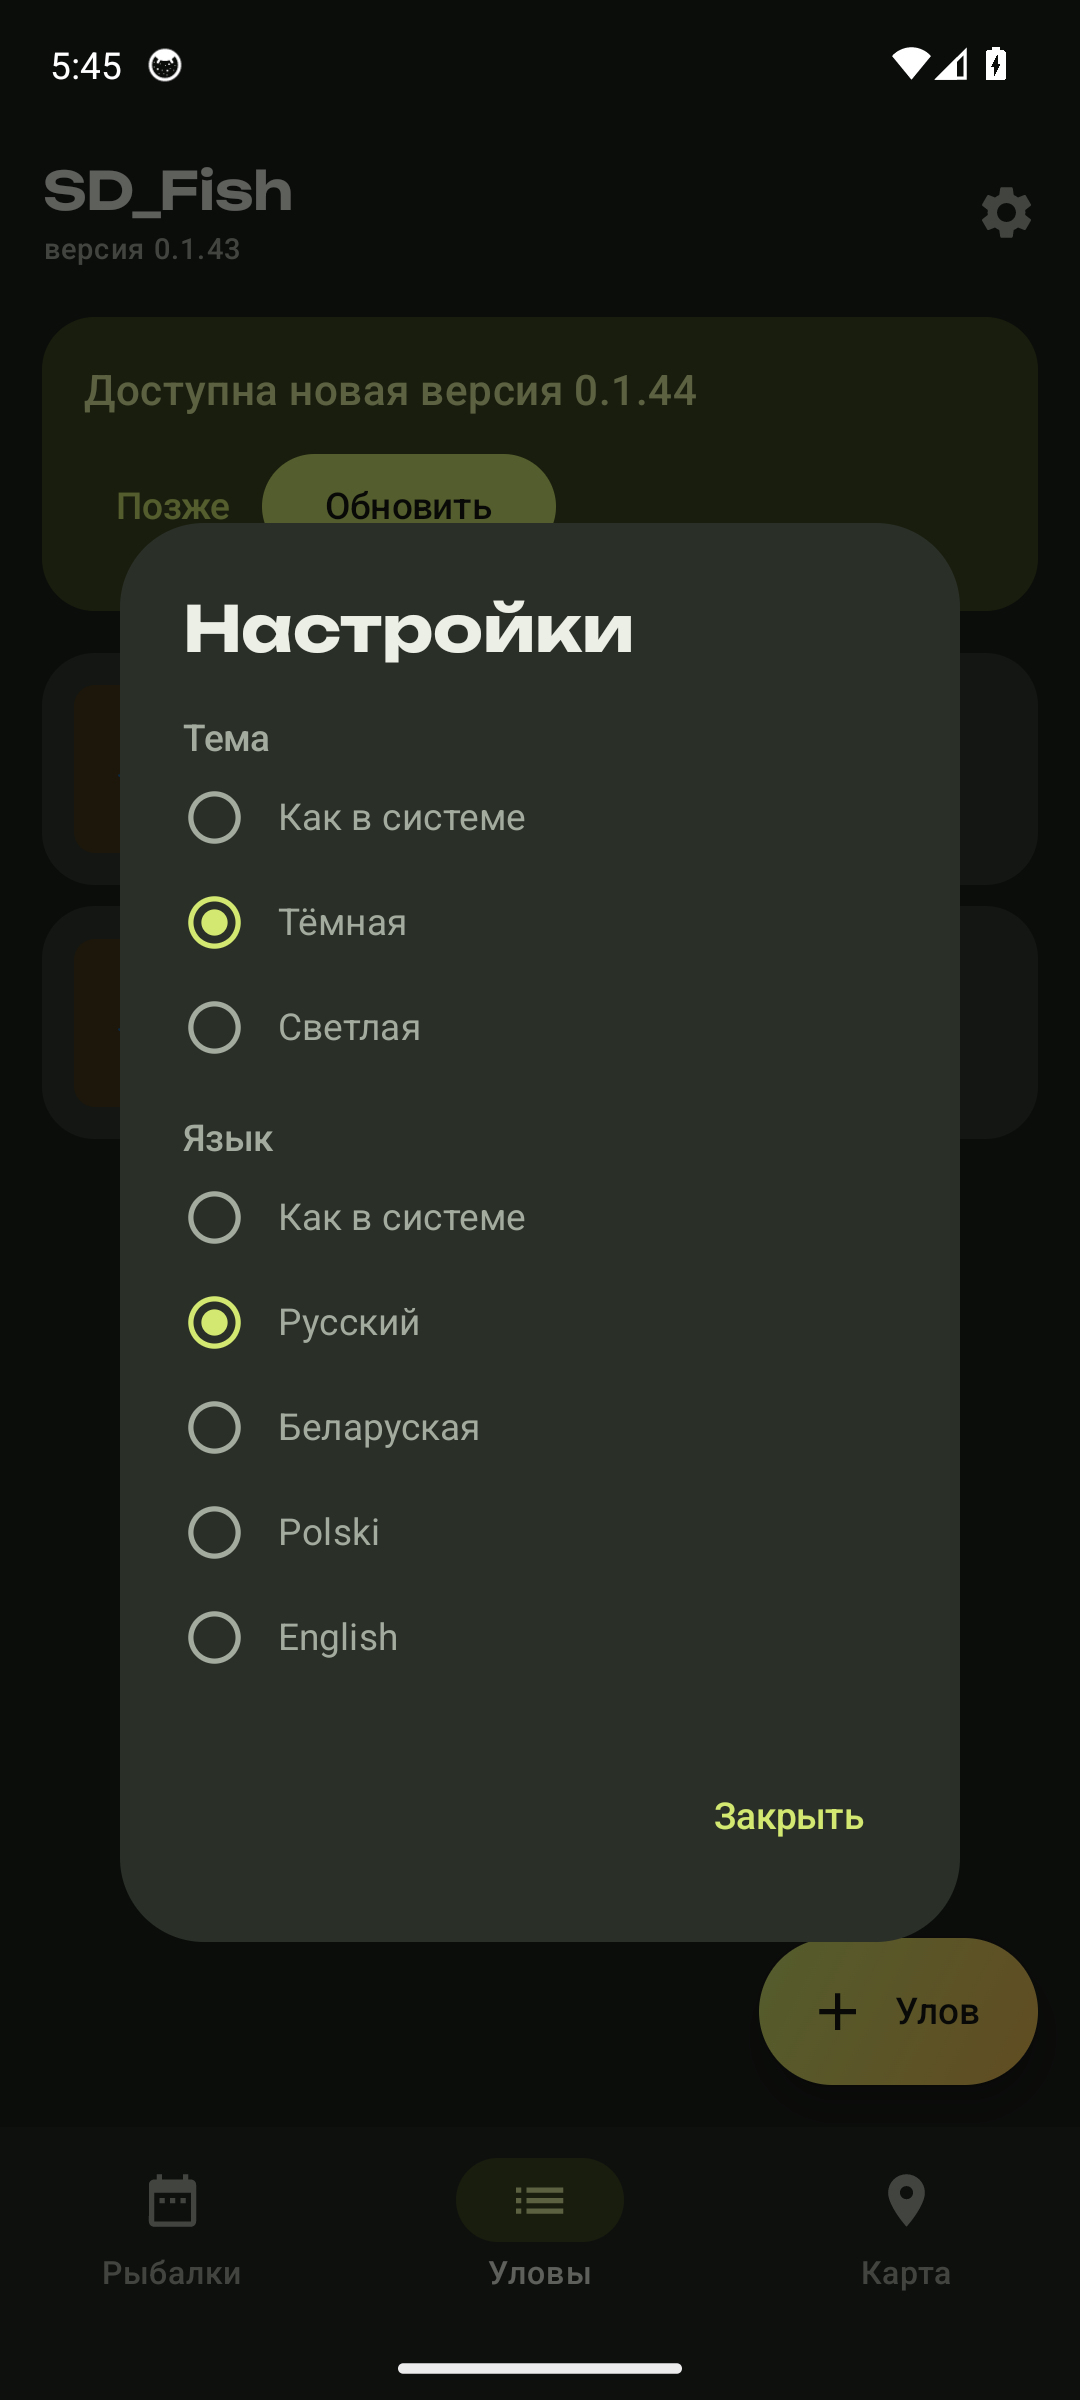 5:45
SD_Fish
версия 0.1.43
Доступна новая версия 0.1.44
Позже
Обновить
Настройки
Тема
Как в системе
Тёмная
Светлая
Язык
Как в системе
Русский
Беларуская
Polski
English
Закрыть
Улов
Рыбалки
Уловы
Карта